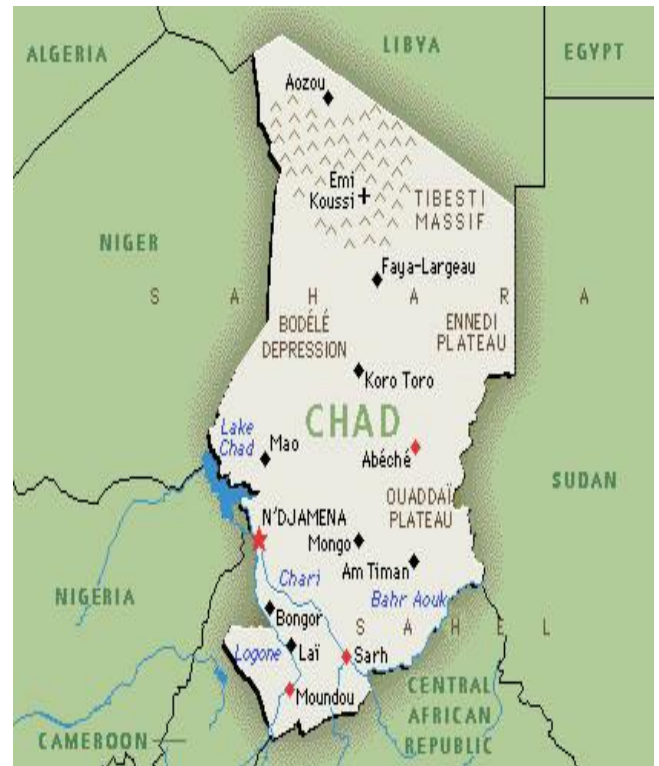 LIBYA
ALGERIA
EGYPT
Aozou
Emi
Koussi
TIBESTI
MASSIF
NIGER
Faya-Largeau
S A H A R A
BODÉLÉ
DEPRESSION
ENNEDI
PLATEAU
Koro Toro
CHAD
Lake
Chad
Mao
Abéché
SUDAN
OUADDAÏ
PLATEAU
N'DJAMENA
Mongo
Am Timan
Chari
NIGERIA
Bahr Aouk
Bongor
S A H E L
Logone
Laï
Sarh
Moundou
CENTRAL
AFRICAN
REPUBLIC
CAMEROON